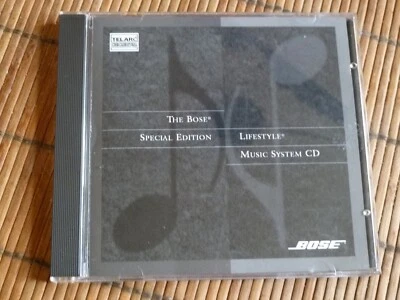 TELARC
THE BOSE®
SPECIAL EDITION
LIFESTYLE®
MUSIC SYSTEM CD
BOSE